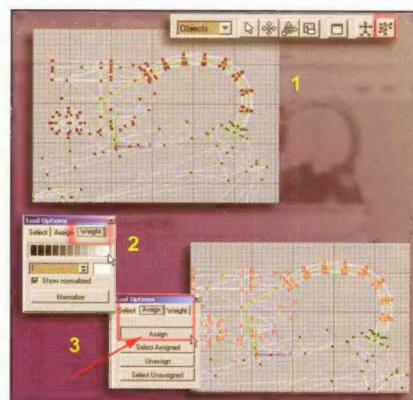 Objects
1
Tool Options
Select Assign Weight
2
1
Show normalized
Normalize
Tool Options
Select Assign Weight
3
Assign
Select Assigned
Unassign
Select Unassigned